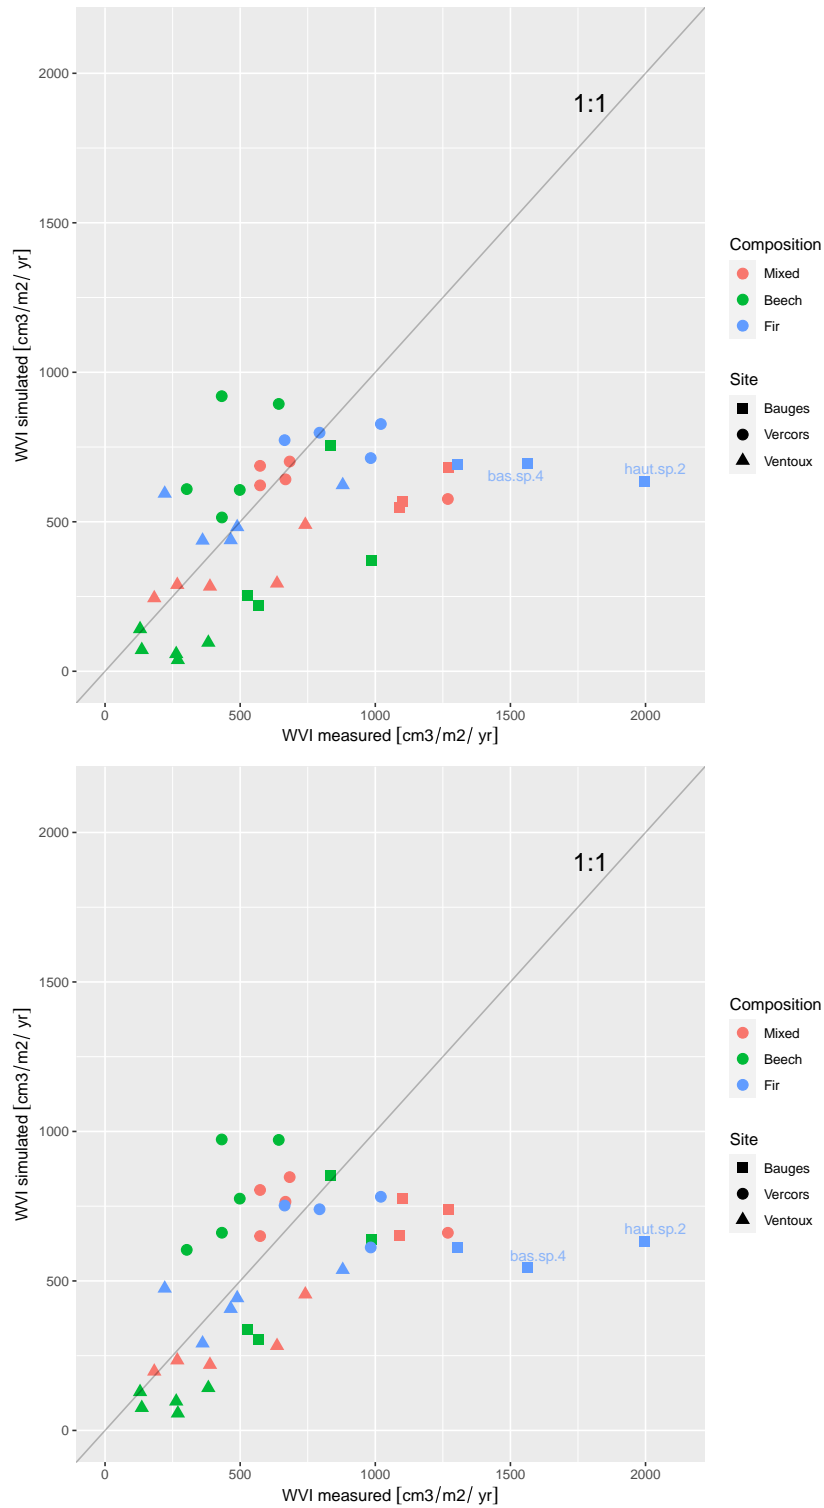 2000
1500
1000
500
0
WVI simulated [cm3/m2/ yr]
1:1
bas.sp.4
haut.sp.2
0 500 1000 1500 2000
WVI measured [cm3/m2/ yr]
Composition
Mixed
Beech
Fir
Site
Bauges
Vercors
Ventoux
2000
1500
1000
500
0
WVI simulated [cm3/m2/ yr]
1:1
haut.sp.2
bas.sp.4
0 500 1000 1500 2000
WVI measured [cm3/m2/ yr]
Composition
Mixed
Beech
Fir
Site
Bauges
Vercors
Ventoux